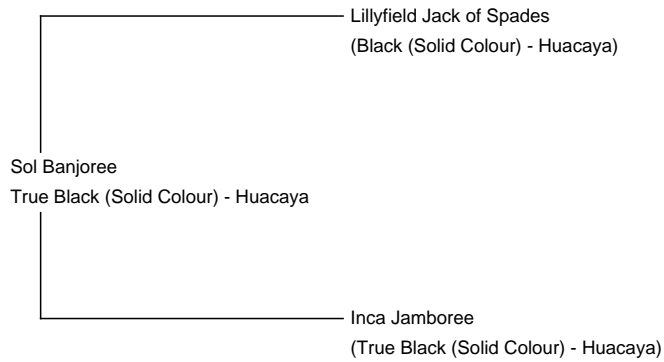 Lillyfield Jack of Spades
(Black (Solid Colour) - Huacaya)
Sol Banjoree
True Black (Solid Colour) - Huacaya
Inca Jamboree
(True Black (Solid Colour) - Huacaya)